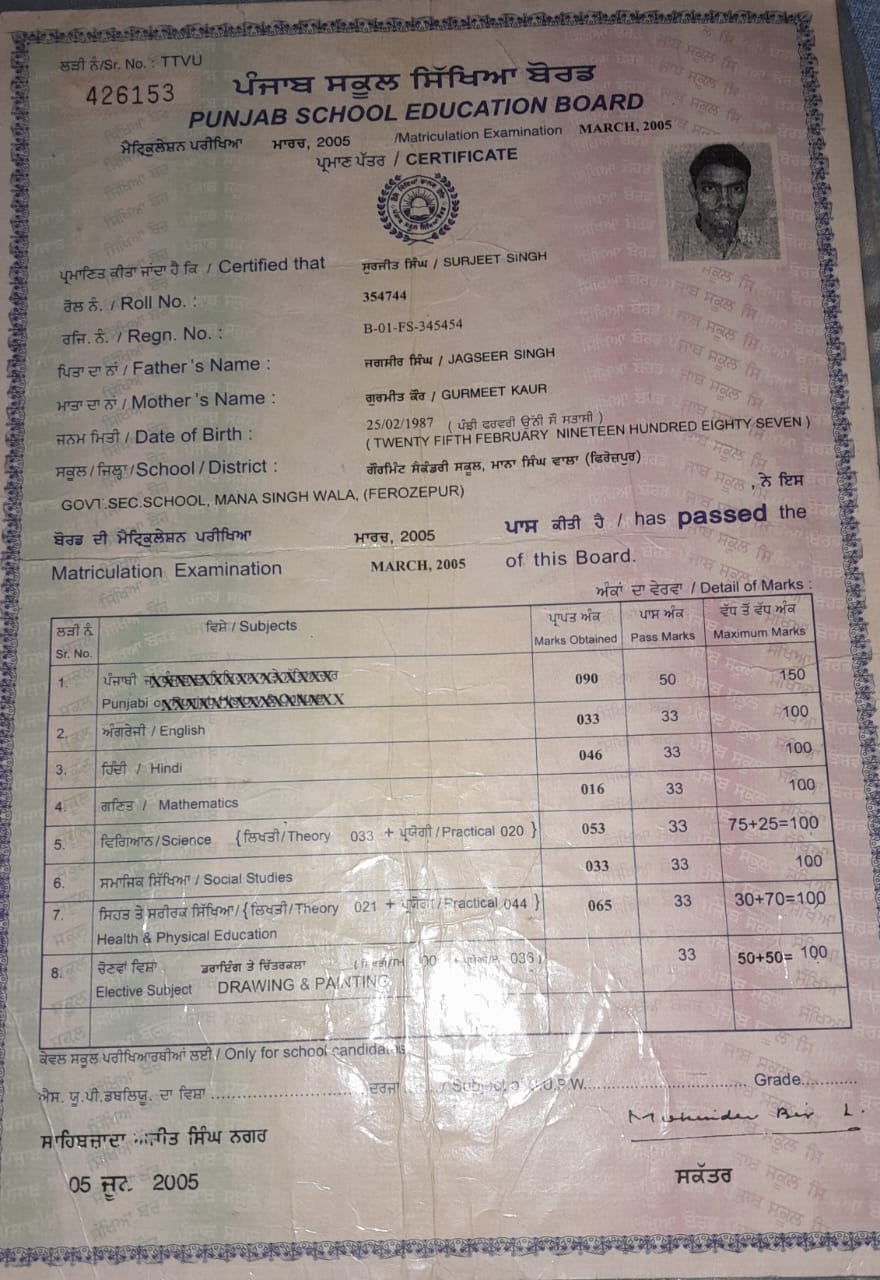 ਲੜੀ ਨੰ/Sr. No. : TTVU
426153
ਪੰਜਾਬ ਸਕੂਲ ਸਿੱਖਿਆ ਬੋਰਡ
PUNJAB SCHOOL EDUCATION BOARD
ਮੈਟ੍ਰਿਕੁਲੇਸ਼ਨ ਪਰੀਖਿਆ ਮਾਰਚ, 2005 /Matriculation Examination MARCH, 2005
ਪ੍ਰਮਾਣ ਪੱਤਰ / CERTIFICATE
ਪ੍ਰਮਾਣਿਤ ਕੀਤਾ ਜਾਂਦਾ ਹੈ ਕਿ / Certified that ਸੁਰਜੀਤ ਸਿੰਘ / SURJEET SINGH
ਰੋਲ ਨੰ. / Roll No. : 354744
ਰਜਿ. ਨੰ. / Regn. No. : B-01-FS-345454
ਪਿਤਾ ਦਾ ਨਾਂ / Father's Name : ਜਗਸੀਰ ਸਿੰਘ / JAGSEER SINGH
ਮਾਤਾ ਦਾ ਨਾਂ / Mother's Name : ਗੁਰਮੀਤ ਕੌਰ / GURMEET KAUR
ਜਨਮ ਮਿਤੀ / Date of Birth : 25/02/1987 ( ਪੰਝੀ ਫਰਵਰੀ ਉੱਨੀ ਸੌ ਸਤਾਸੀ )
( TWENTY FIFTH FEBRUARY NINETEEN HUNDRED EIGHTY SEVEN )
ਸਕੂਲ/ਜਿਲ੍ਹਾ/School / District : ਗੌਰਮਿੰਟ ਸੈਕੰਡਰੀ ਸਕੂਲ, ਮਾਨਾ ਸਿੰਘ ਵਾਲਾ (ਫਿਰੋਜ਼ਪੁਰ)
GOVT.SEC.SCHOOL, MANA SINGH WALA, (FEROZEPUR) , ਨੇ ਇਸ
ਬੋਰਡ ਦੀ ਮੈਟ੍ਰਿਕੁਲੇਸ਼ਨ ਪਰੀਖਿਆ ਮਾਰਚ, 2005 ਪਾਸ ਕੀਤੀ ਹੈ / has passed the
Matriculation Examination MARCH, 2005 of this Board.
ਅੰਕਾਂ ਦਾ ਵੇਰਵਾ / Detail of Marks :
ਲੜੀ ਨੰ. ਵਿਸ਼ੇ / Subjects ਪ੍ਰਾਪਤ ਅੰਕ ਪਾਸ ਅੰਕ ਵੱਧ ਤੋਂ ਵੱਧ ਅੰਕ
Sr. No. Marks Obtained Pass Marks Maximum Marks
1. ਪੰਜਾਬੀ 090 50 150
Punjabi
2. ਅੰਗਰੇਜੀ / English 033 33 100
3. ਹਿੰਦੀ / Hindi 046 33 100
4. ਗਣਿਤ / Mathematics 016 33 100
5. ਵਿਗਿਆਨ/Science {ਲਿਖਤੀ/Theory 033 + ਪ੍ਰਯੋਗੀ/Practical 020 } 053 33 75+25=100
6. ਸਮਾਜਿਕ ਸਿੱਖਿਆ / Social Studies 033 33 100
7. ਸਿਹਤ ਤੇ ਸਰੀਰਕ ਸਿੱਖਿਆ/{ਲਿਖਤੀ/Theory 021 + ਪ੍ਰਯੋਗੀ/Practical 044 } 065 33 30+70=100
Health & Physical Education
8. ਚੋਣਵਾਂ ਵਿਸ਼ਾ ਡਰਾਇੰਗ ਤੇ ਚਿੱਤਰਕਲਾ 036) 33 50+50= 100
Elective Subject DRAWING & PAINTING
ਕੇਵਲ ਸਕੂਲ ਪਰੀਖਿਆਰਥੀਆਂ ਲਈ / Only for school candidates
ਐਸ. ਯੂ.ਪੀ.ਡਬਲਿਯੂ. ਦਾ ਵਿਸ਼ਾ ........................ਦਰਜਾ ....... / .............................. Grade............
ਸਾਹਿਬਜ਼ਾਦਾ ਸਿੰਘ ਨਗਰ
05 ਜੂਨ 2005
ਸਕੱਤਰ